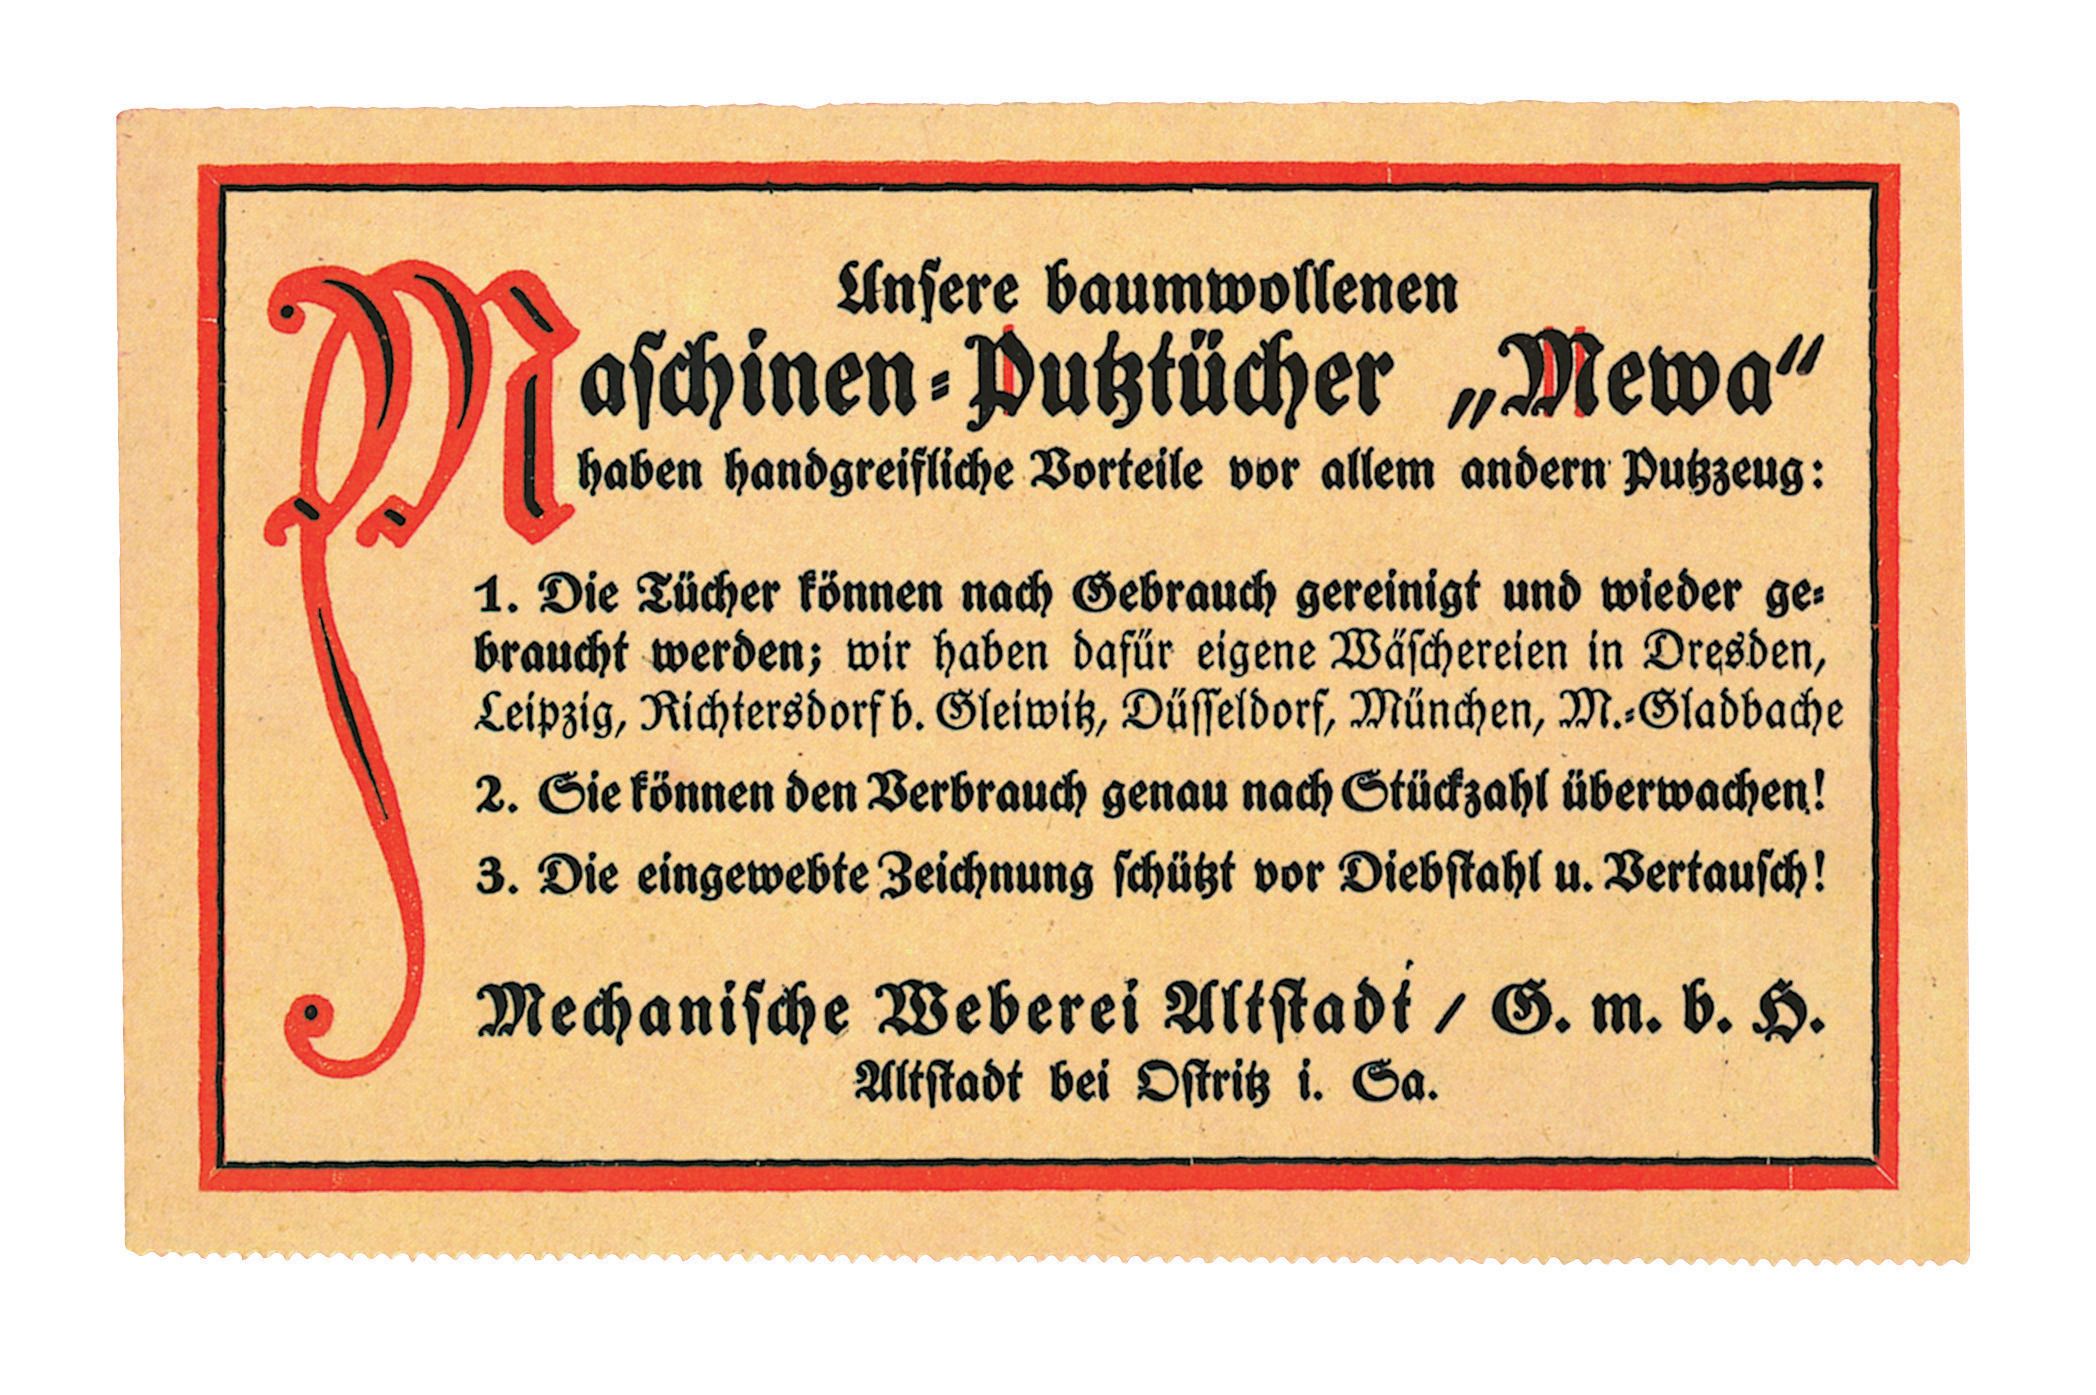 Unsere baumwollenen
Maschinen-Putztücher „Mewa“
haben handgreifliche Vorteile vor allem andern Putzzeug:
1. Die Tücher können nach Gebrauch gereinigt und wieder ge-
braucht werden; wir haben dafür eigene Wäschereien in Dresden,
Leipzig, Richtersdorf b. Gleiwitz, Düsseldorf, München, M.-Gladbache
2. Sie können den Verbrauch genau nach Stückzahl überwachen!
3. Die eingewebte Zeichnung schützt vor Diebstahl u. Vertausch!
Mechanische Weberei Altstadt / G. m. b. H.
Altstadt bei Ostritz i. Sa.